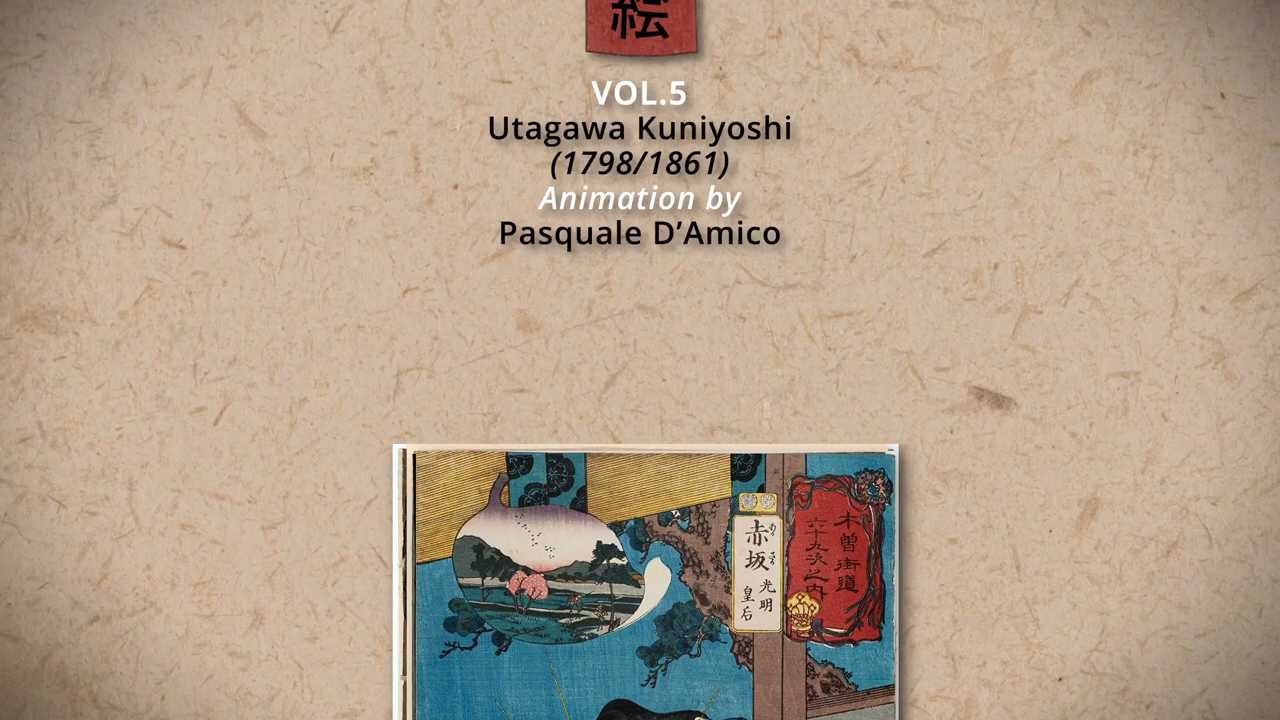 絵
VOL.5
Utagawa Kuniyoshi
(1798/1861)
Animation by
Pasquale D’Amico
木曽街道
六十九次之内
赤坂
光明
皇后